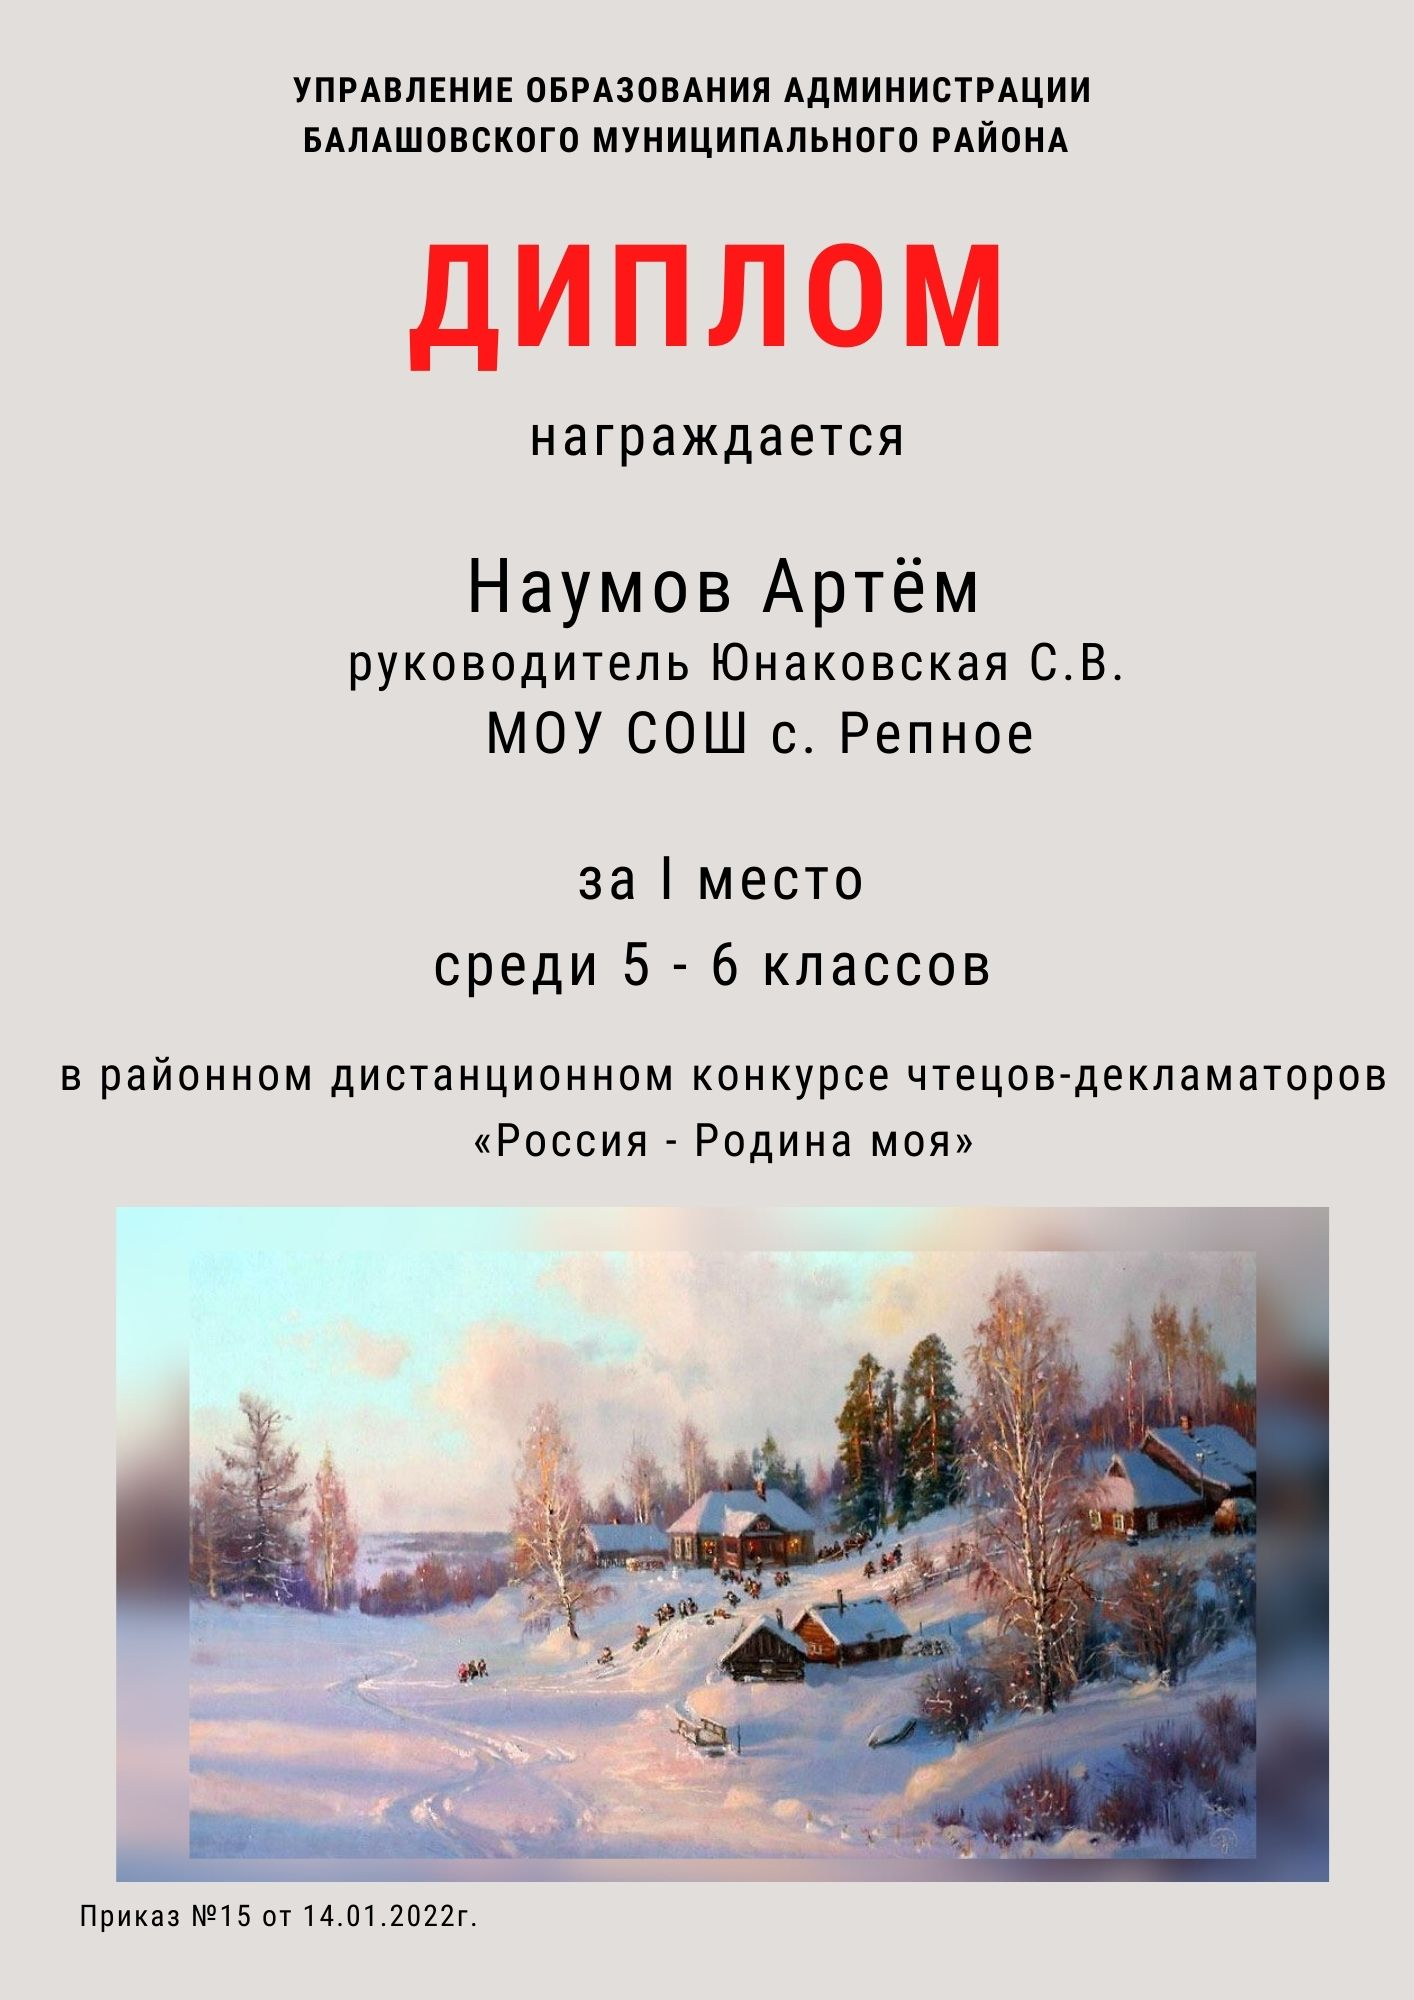 УПРАВЛЕНИЕ ОБРАЗОВАНИЯ АДМИНИСТРАЦИИ
БАЛАШОВСКОГО МУНИЦИПАЛЬНОГО РАЙОНА
ДИПЛОМ
награждается
Наумов Артём
руководитель Юнаковская С.В.
МОУ СОШ с. Репное
за I место
среди 5 - 6 классов
в районном дистанционном конкурсе чтецов-декламаторов
«Россия - Родина моя»
Приказ №15 от 14.01.2022г.